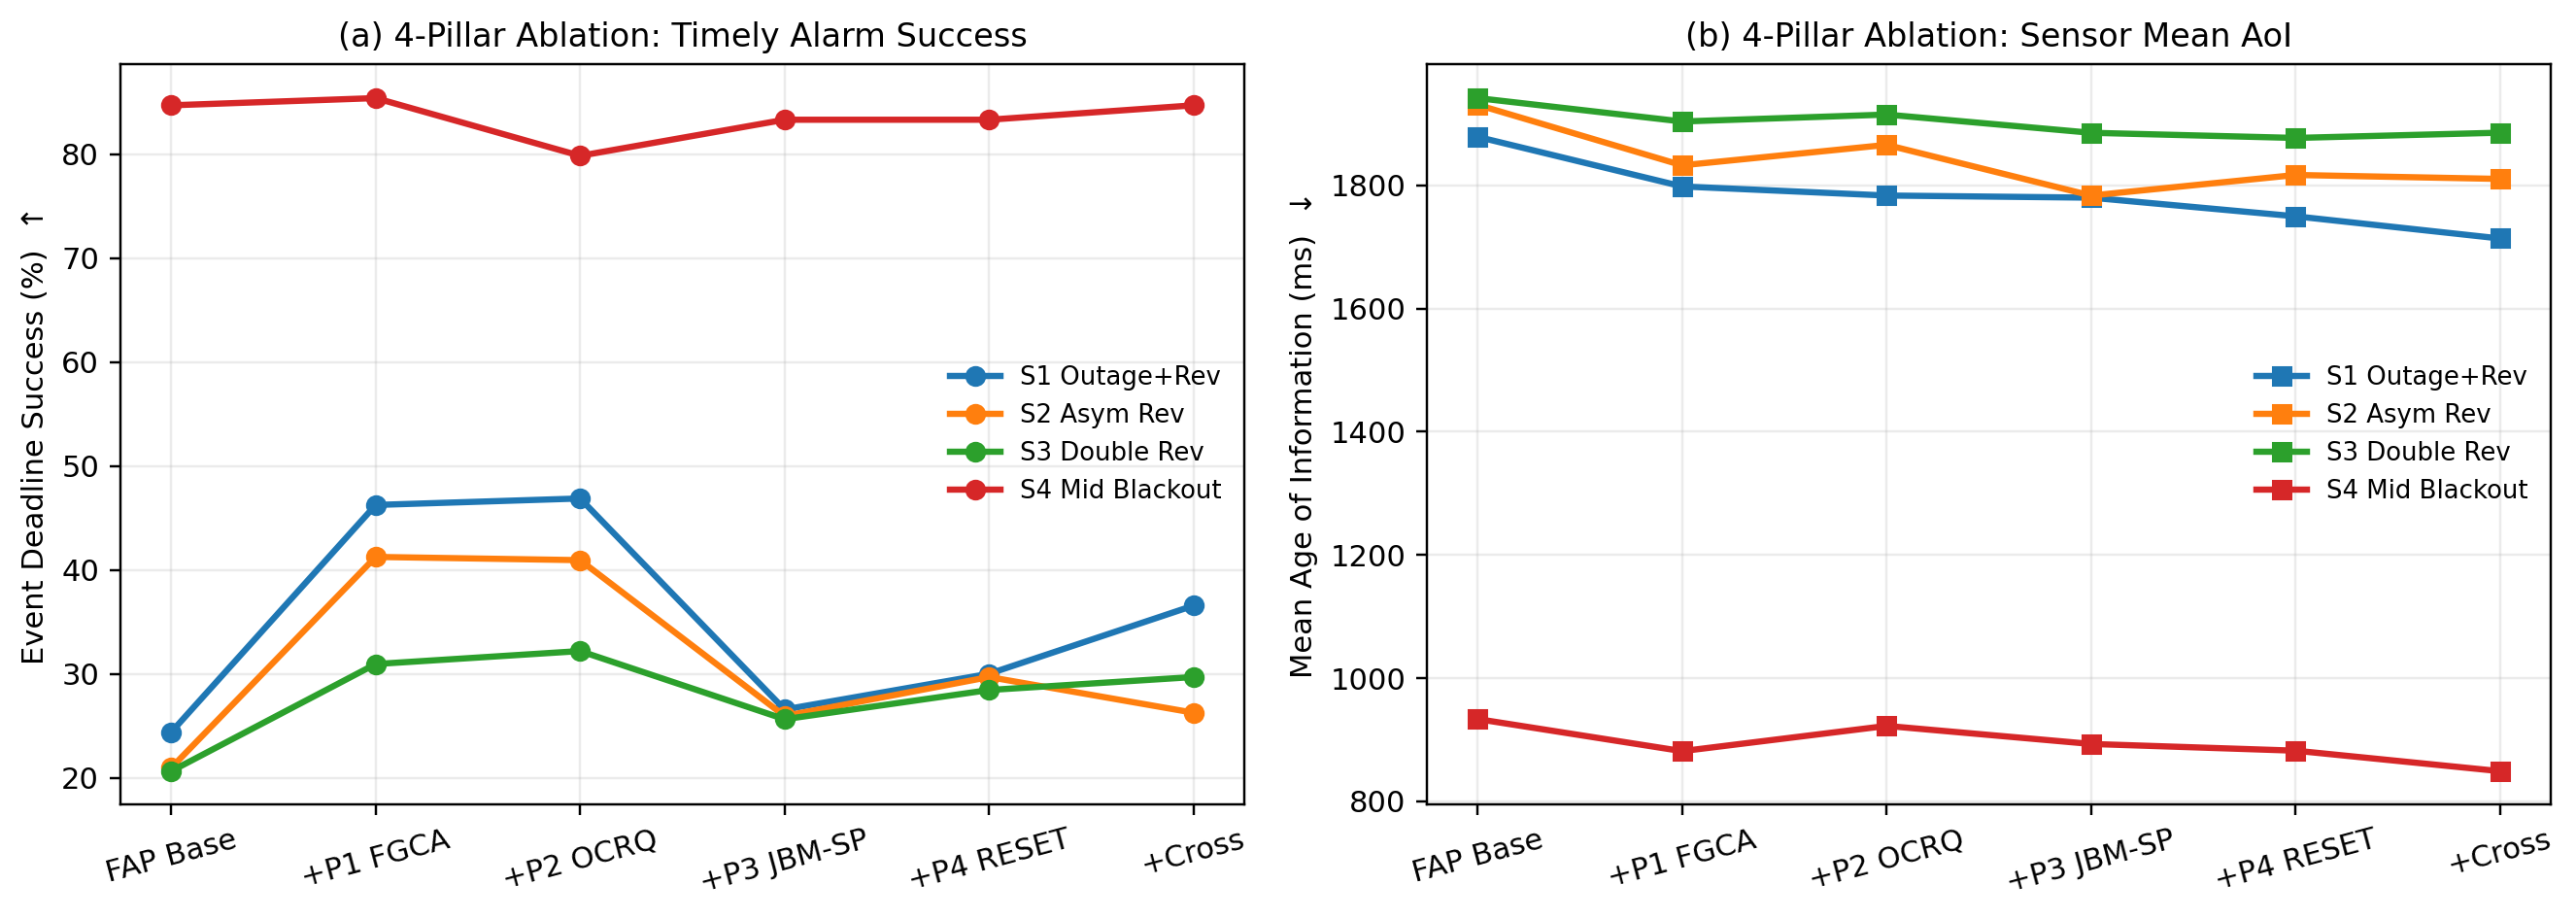 (a) 4-Pillar Ablation: Timely Alarm Success
Event Deadline Success (%) ↑
80
70
60
50
40
30
20
S1 Outage+Rev
S2 Asym Rev
S3 Double Rev
S4 Mid Blackout
FAP Base
+P1 FGCA
+P2 OCRQ
+P3 JBM-SP
+P4 RESET
+Cross
(b) 4-Pillar Ablation: Sensor Mean AoI
Mean Age of Information (ms) ↓
1800
1600
1400
1200
1000
800
S1 Outage+Rev
S2 Asym Rev
S3 Double Rev
S4 Mid Blackout
FAP Base
+P1 FGCA
+P2 OCRQ
+P3 JBM-SP
+P4 RESET
+Cross